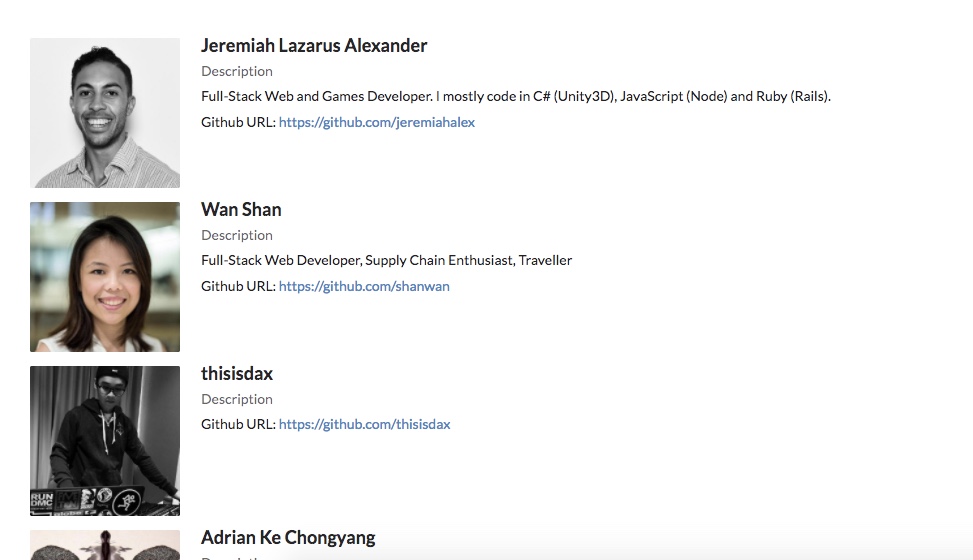 Jeremiah Lazarus Alexander
Description
Full-Stack Web and Games Developer. I mostly code in C# (Unity3D), JavaScript (Node) and Ruby (Rails).
Github URL: https://github.com/jeremiahalex
Wan Shan
Description
Full-Stack Web Developer, Supply Chain Enthusiast, Traveller
Github URL: https://github.com/shanwan
thisisdax
Description
Github URL: https://github.com/thisisdax
RUN
DMC
Adrian Ke Chongyang